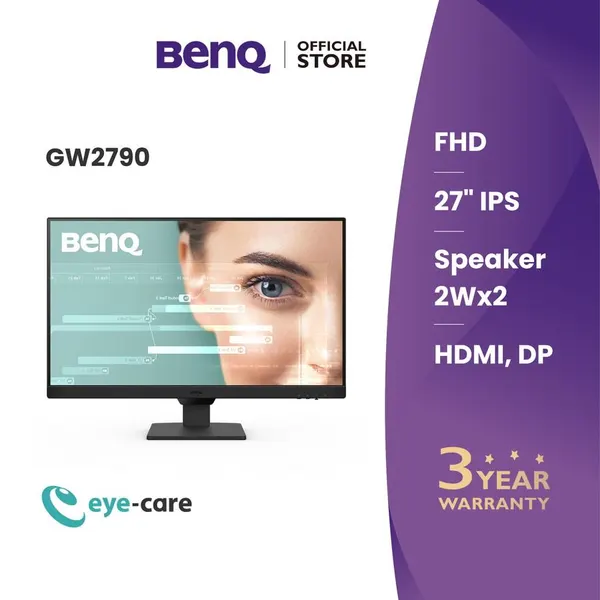 BenQ
OFFICIAL
STORE
GW2790
FHD
27" IPS
Speaker
2Wx2
HDMI, DP
BenQ
eye-care
3 YEAR
WARRANTY